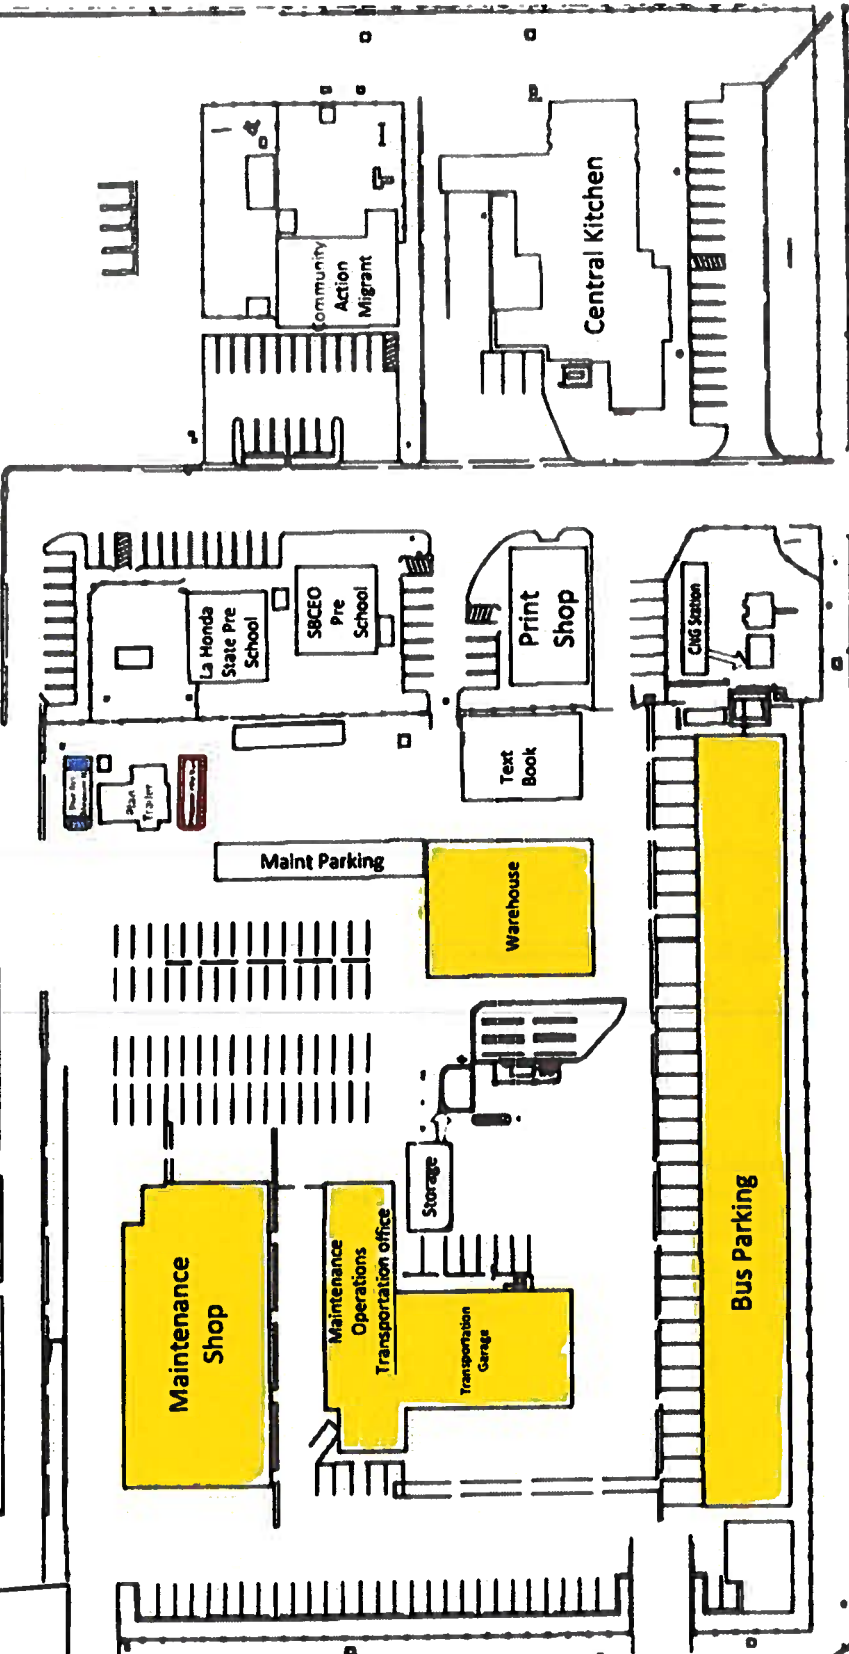 Community
Action
Migrant
Central Kitchen
La Honda
State Pre
School
SBCEO
Pre
School
Print
Shop
CNG Station
Text
Book
Trailer
Maint Parking
Warehouse
Storage
Maintenance
Shop
Maintenance
Operations
Transportation office
Transportation
Garage
Bus Parking